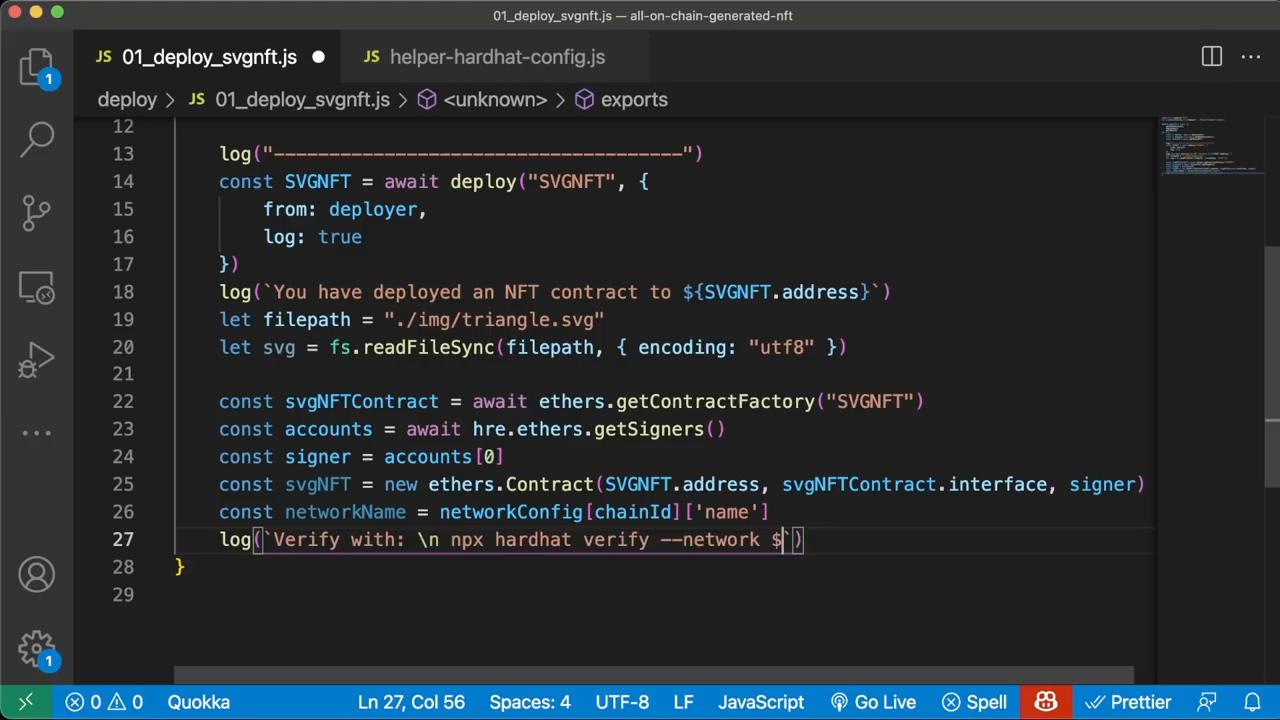 01_deploy_svgnft.js — all-on-chain-generated-nft
JS 01_deploy_svgnft.js ● JS helper-hardhat-config.js ···
deploy > JS 01_deploy_svgnft.js > <unknown> > exports
12
13 log("—————————————————————————————————————")
14 const SVGNFT = await deploy("SVGNFT", {
15 from: deployer,
16 log: true
17 })
18 log(`You have deployed an NFT contract to ${SVGNFT.address}`)
19 let filepath = "./img/triangle.svg"
20 let svg = fs.readFileSync(filepath, { encoding: "utf8" })
21
22 const svgNFTContract = await ethers.getContractFactory("SVGNFT")
23 const accounts = await hre.ethers.getSigners()
24 const signer = accounts[0]
25 const svgNFT = new ethers.Contract(SVGNFT.address, svgNFTContract.interface, signer)
26 const networkName = networkConfig[chainId]['name']
27 log(`Verify with: \n npx hardhat verify --network $`)
28 }
29
1
1
0 0 Quokka Ln 27, Col 56 Spaces: 4 UTF-8 LF JavaScript Go Live Spell Prettier